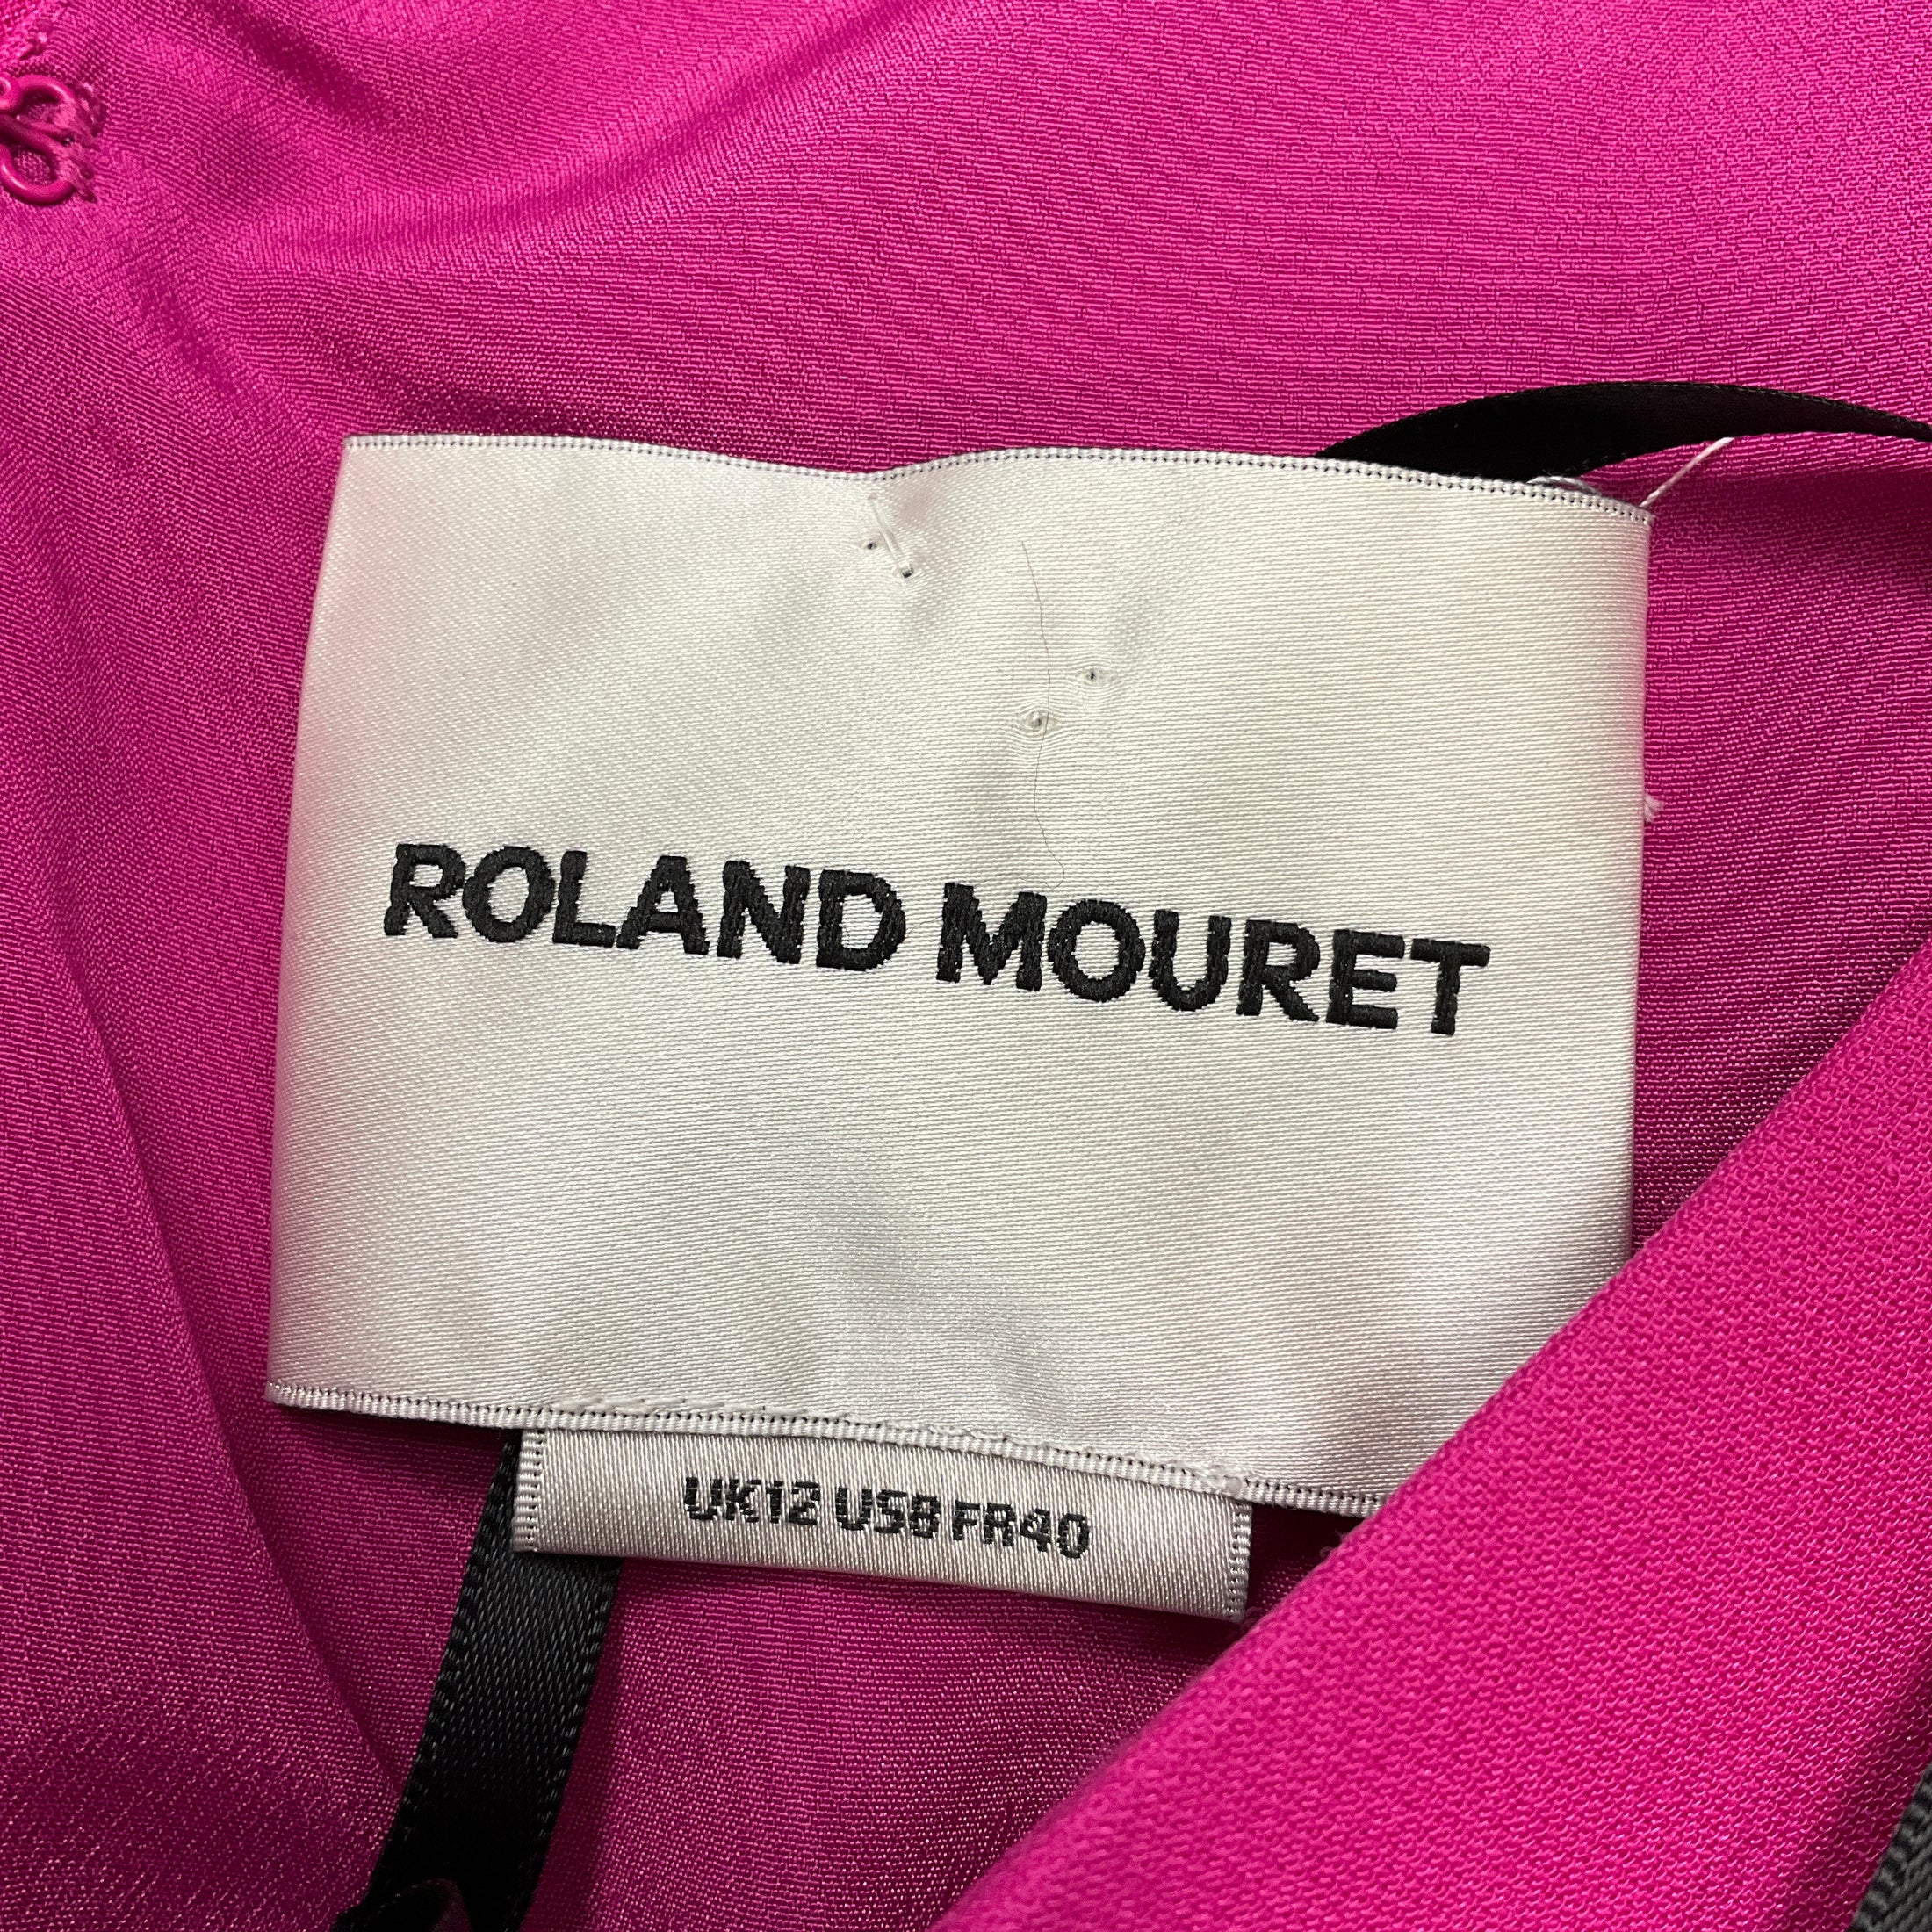 ROLAND MOURET
UK12 US8 FR40